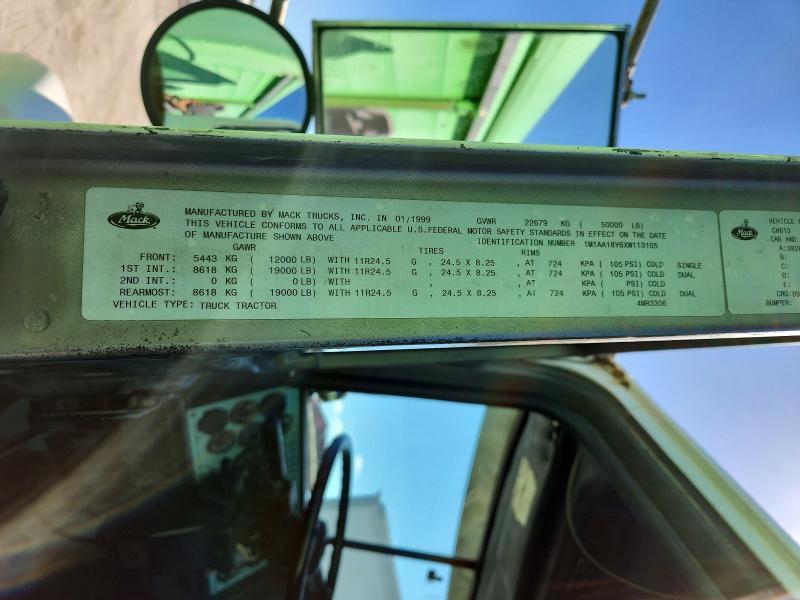 Mack
MANUFACTURED BY MACK TRUCKS, INC. IN 01/1999 GVWR 22679 KG ( 50000 LB)
THIS VEHICLE CONFORMS TO ALL APPLICABLE U.S.FEDERAL MOTOR SAFETY STANDARDS IN EFFECT ON THE DATE
OF MANUFACTURE SHOWN ABOVE IDENTIFICATION NUMBER 1M1AA18Y6XW113105
GAWR TIRES RIMS
FRONT: 5443 KG ( 12000 LB) WITH 11R24.5 G , 24.5 X 8.25 , AT 724 KPA ( 105 PSI) COLD SINGLE
1ST INT.: 8618 KG ( 19000 LB) WITH 11R24.5 G , 24.5 X 8.25 , AT 724 KPA ( 105 PSI) COLD DUAL
2ND INT.: 0 KG ( 0 LB) WITH , , AT KPA ( PSI) COLD
REARMOST: 8618 KG ( 19000 LB) WITH 11R24.5 G , 24.5 X 8.25 , AT 724 KPA ( 105 PSI) COLD DUAL
VEHICLE TYPE: TRUCK TRACTOR 4MR3306
Mack
VEHICLE
CH613
CAB AND
A:
B:
C:
D:
E:
CRG:
BUMPER: